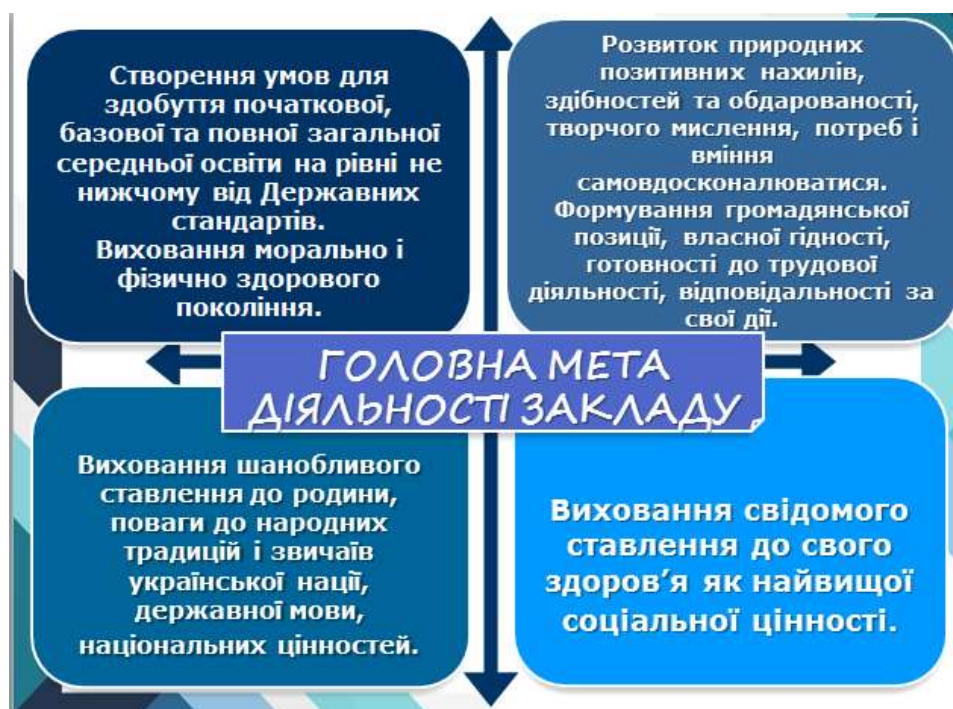 Створення умов для
здобуття початкової,
базової та повної загальної
середньої освіти на рівні не
нижчому від Державних
стандартів.
Виховання морально і
фізично здорового
покоління.
Розвиток природних
позитивних нахилів,
здібностей та обдарованості,
творчого мислення, потреб і
вміння
самовдосконалюватися.
Формування громадянської
позиції, власної гідності,
готовності до трудової
діяльності, відповідальності за
свої дії.
ГОЛОВНА МЕТА
ДІЯЛЬНОСТІ ЗАКЛАДУ
Виховання шанобливого
ставлення до родини,
поваги до народних
традицій і звичаїв
української нації,
державної мови,
національних цінностей.
Виховання свідомого
ставлення до свого
здоров’я як найвищої
соціальної цінності.